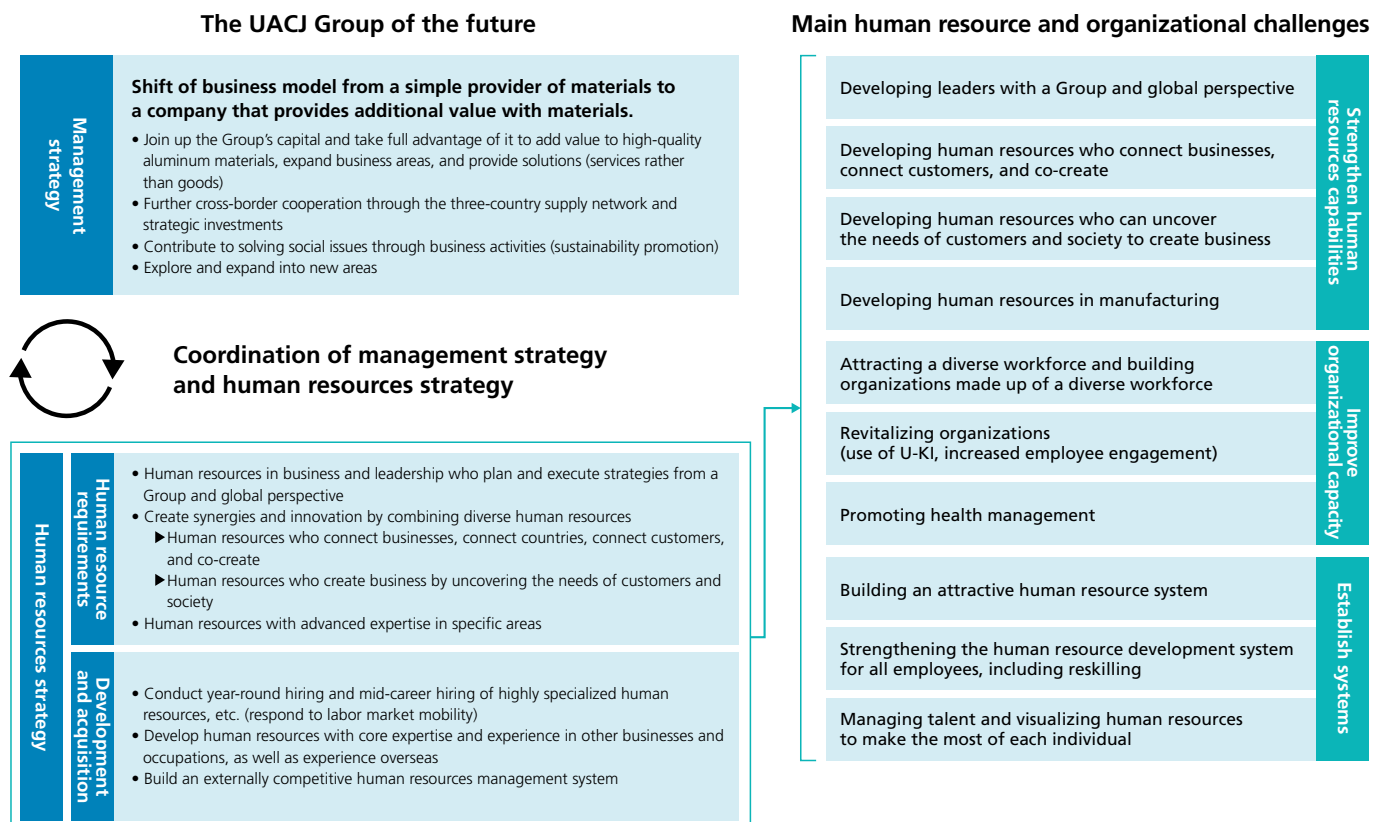 The UACJ Group of the future
Management
strategy
Shift of business model from a simple provider of materials to
a company that provides additional value with materials.
• Join up the Group's capital and take full advantage of it to add value to high-quality
aluminum materials, expand business areas, and provide solutions (services rather
than goods)
• Further cross-border cooperation through the three-country supply network and
strategic investments
• Contribute to solving social issues through business activities (sustainability promotion)
• Explore and expand into new areas
Coordination of management strategy
and human resources strategy
Human resources strategy
Human resource
requirements
• Human resources in business and leadership who plan and execute strategies from a
Group and global perspective
• Create synergies and innovation by combining diverse human resources
▶Human resources who connect businesses, connect countries, connect customers,
and co-create
▶Human resources who create business by uncovering the needs of customers and
society
• Human resources with advanced expertise in specific areas
Development
and acquisition
• Conduct year-round hiring and mid-career hiring of highly specialized human
resources, etc. (respond to labor market mobility)
• Develop human resources with core expertise and experience in other businesses and
occupations, as well as experience overseas
• Build an externally competitive human resources management system
Main human resource and organizational challenges
Developing leaders with a Group and global perspective
Developing human resources who connect businesses,
connect customers, and co-create
Developing human resources who can uncover
the needs of customers and society to create business
Developing human resources in manufacturing
Strengthen human
resources capabilities
Attracting a diverse workforce and building
organizations made up of a diverse workforce
Revitalizing organizations
(use of U-KI, increased employee engagement)
Promoting health management
Improve
organizational capacity
Building an attractive human resource system
Strengthening the human resource development system
for all employees, including reskilling
Managing talent and visualizing human resources
to make the most of each individual
Establish systems